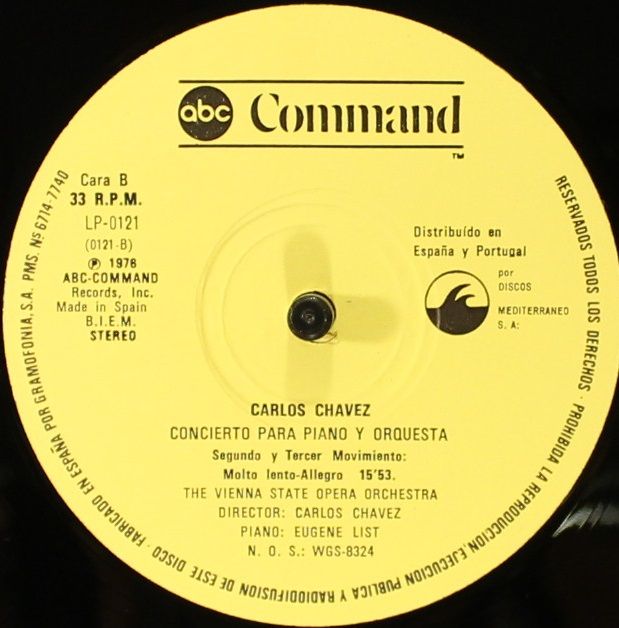 abc Command
TM
Cara B
33 R.P.M.
LP-0121
(0121-B)
Ⓟ 1976
ABC-COMMAND
Records, Inc.
Made in Spain
B.I.E.M.
STEREO
Distribuído en
España y Portugal
por
DISCOS
MEDITERRANEO
S. A:
CARLOS CHAVEZ
CONCIERTO PARA PIANO Y ORQUESTA
Segundo y Tercer Movimiento:
Molto lento-Allegro 15'53.
THE VIENNA STATE OPERA ORCHESTRA
DIRECTOR: CARLOS CHAVEZ
PIANO: EUGENE LIST
N. O. S.: WGS-8324
RESERVADOS TODOS LOS DERECHOS · PROHIBIDA LA REPRODUCCION, EJECUCION PUBLICA Y RADIODIFUSION DE ESTE DISCO · FABRICADO EN ESPAÑA POR GRAMOFONIA, S.A. PMS. Nº 6714-7740